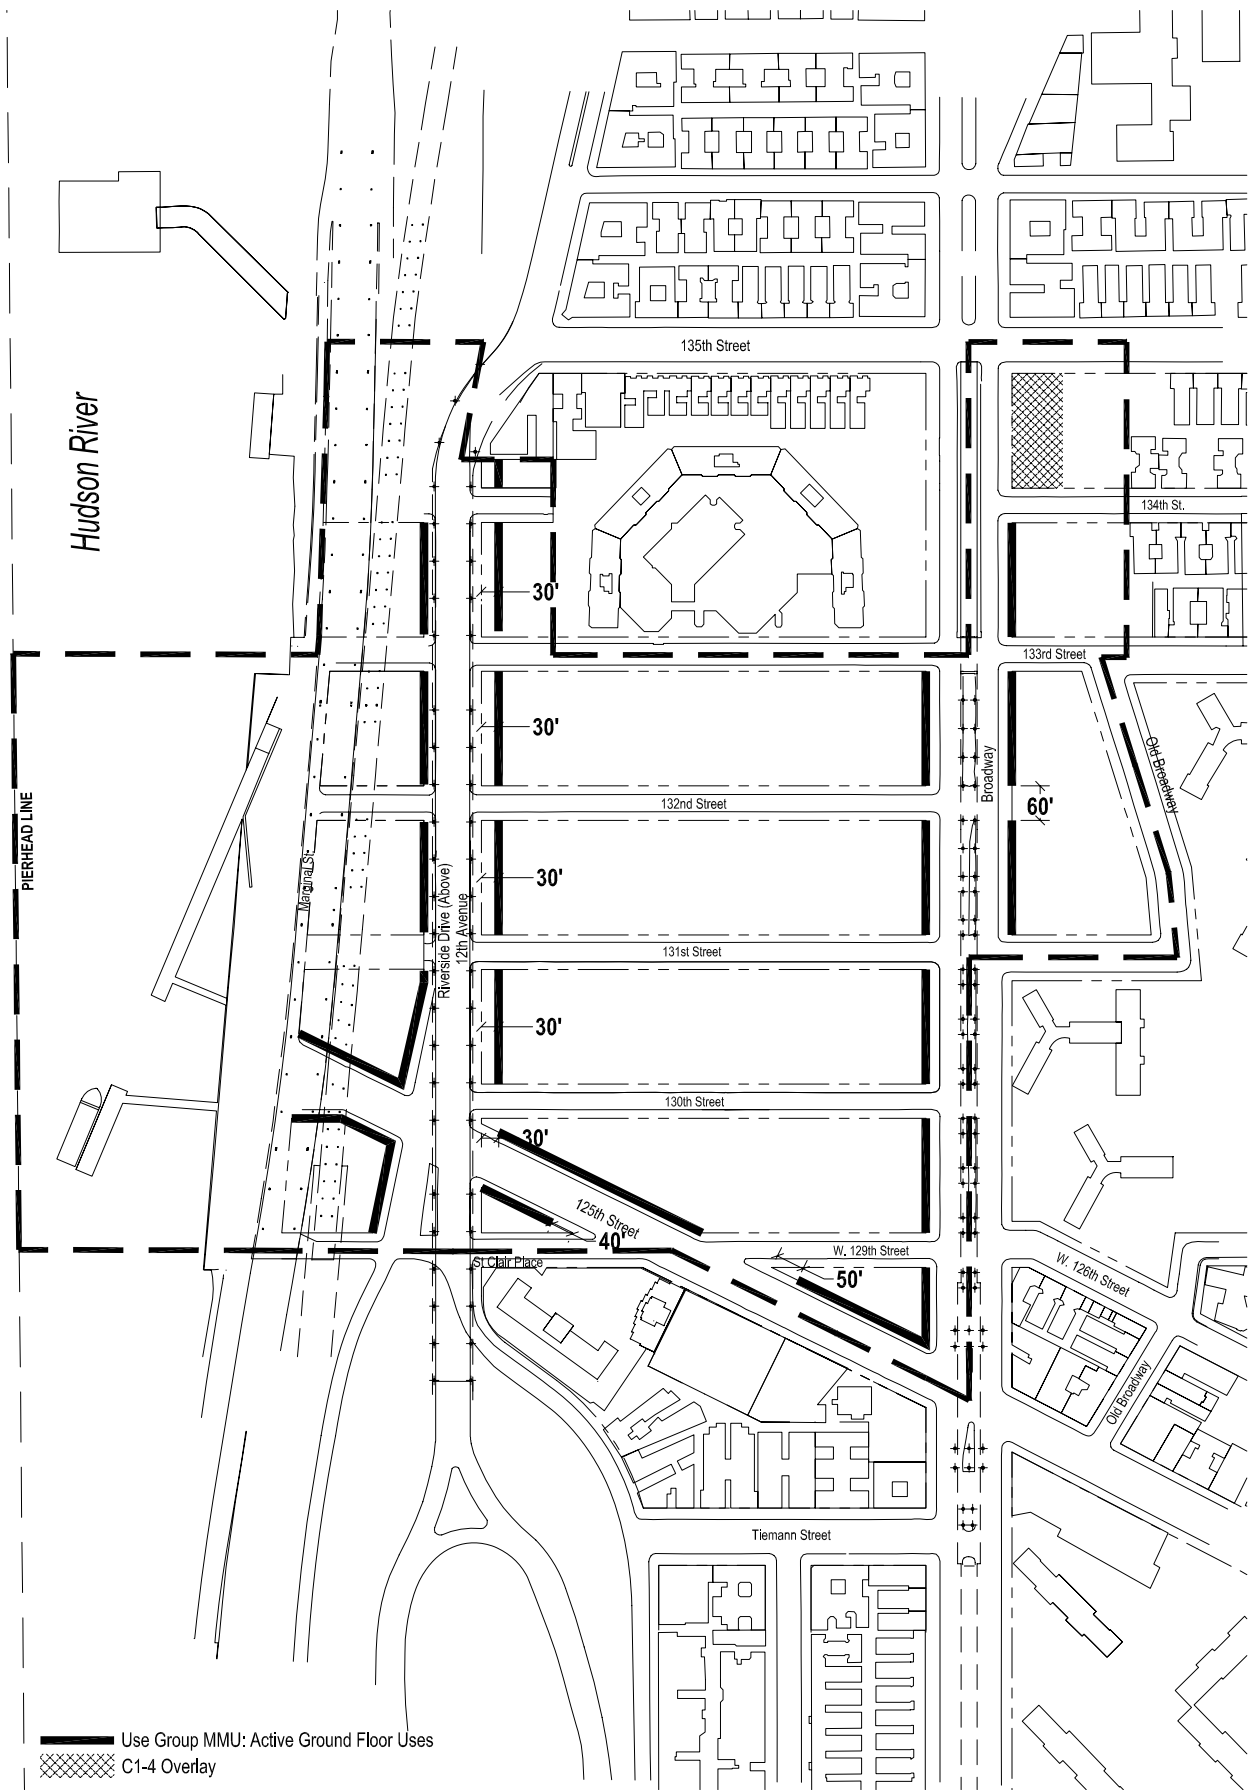 135th Street
Hudson River
134th St.
30'
133rd Street
30'
Old Broadway
Broadway
132nd Street
60'
PIERHEAD LINE
Marginal St.
30'
Riverside Drive (Above)
12th Avenue
131st Street
30'
130th Street
30'
125th Street
40'
W. 129th Street
St Clair Place
50'
W. 126th Street
Old Broadway
Tiemann Street
Use Group MMU: Active Ground Floor Uses
C1-4 Overlay